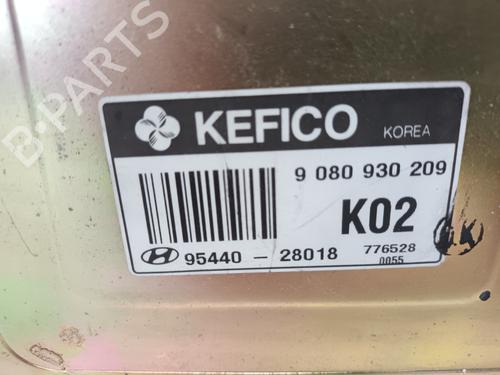 B-PARTS
KEFICO KOREA
9 080 930 209
K02
95440 - 28018 776528
0055